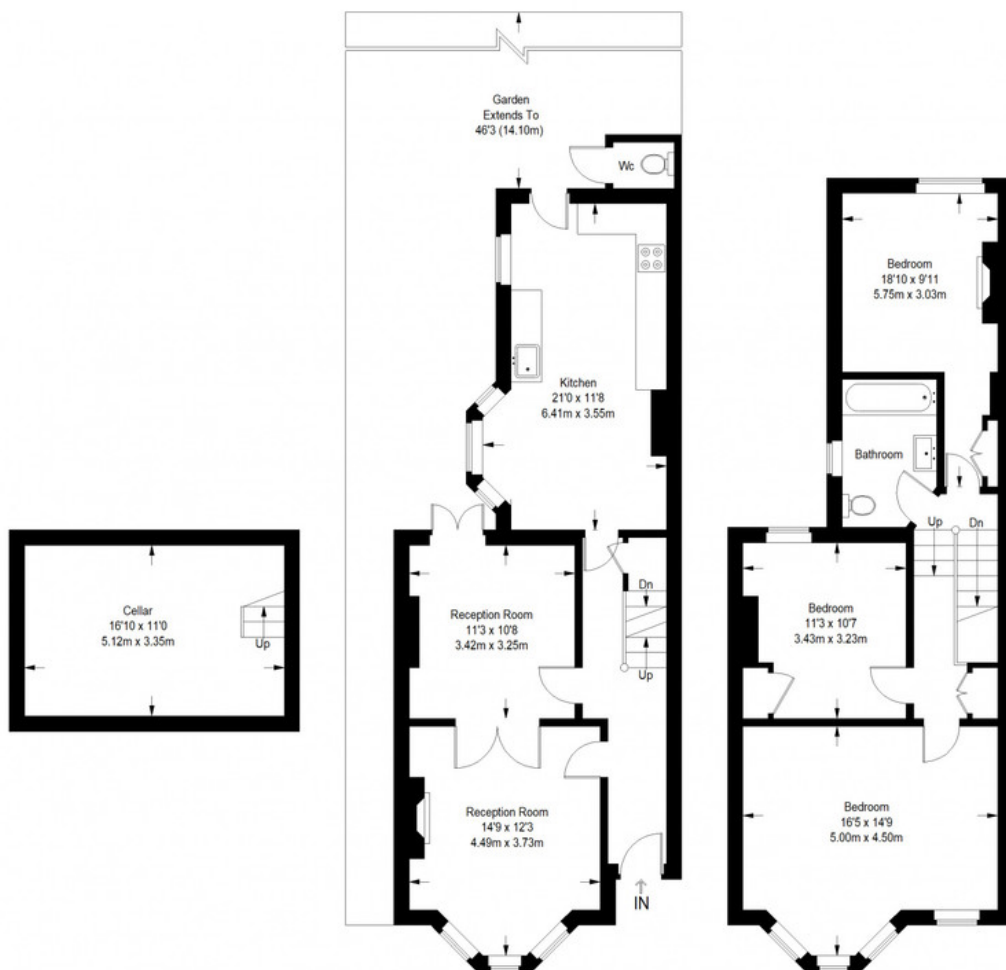 Garden
Extends To
46'3 (14.10m)
Wc
Kitchen
21'0 x 11'8
6.41m x 3.55m
Cellar
16'10 x 11'0
5.12m x 3.35m
Up
Reception Room
11'3 x 10'8
3.42m x 3.25m
Dn
Up
Reception Room
14'9 x 12'3
4.49m x 3.73m
IN
Bedroom
18'10 x 9'11
5.75m x 3.03m
Bathroom
Up
Dn
Bedroom
11'3 x 10'7
3.43m x 3.23m
Bedroom
16'5 x 14'9
5.00m x 4.50m